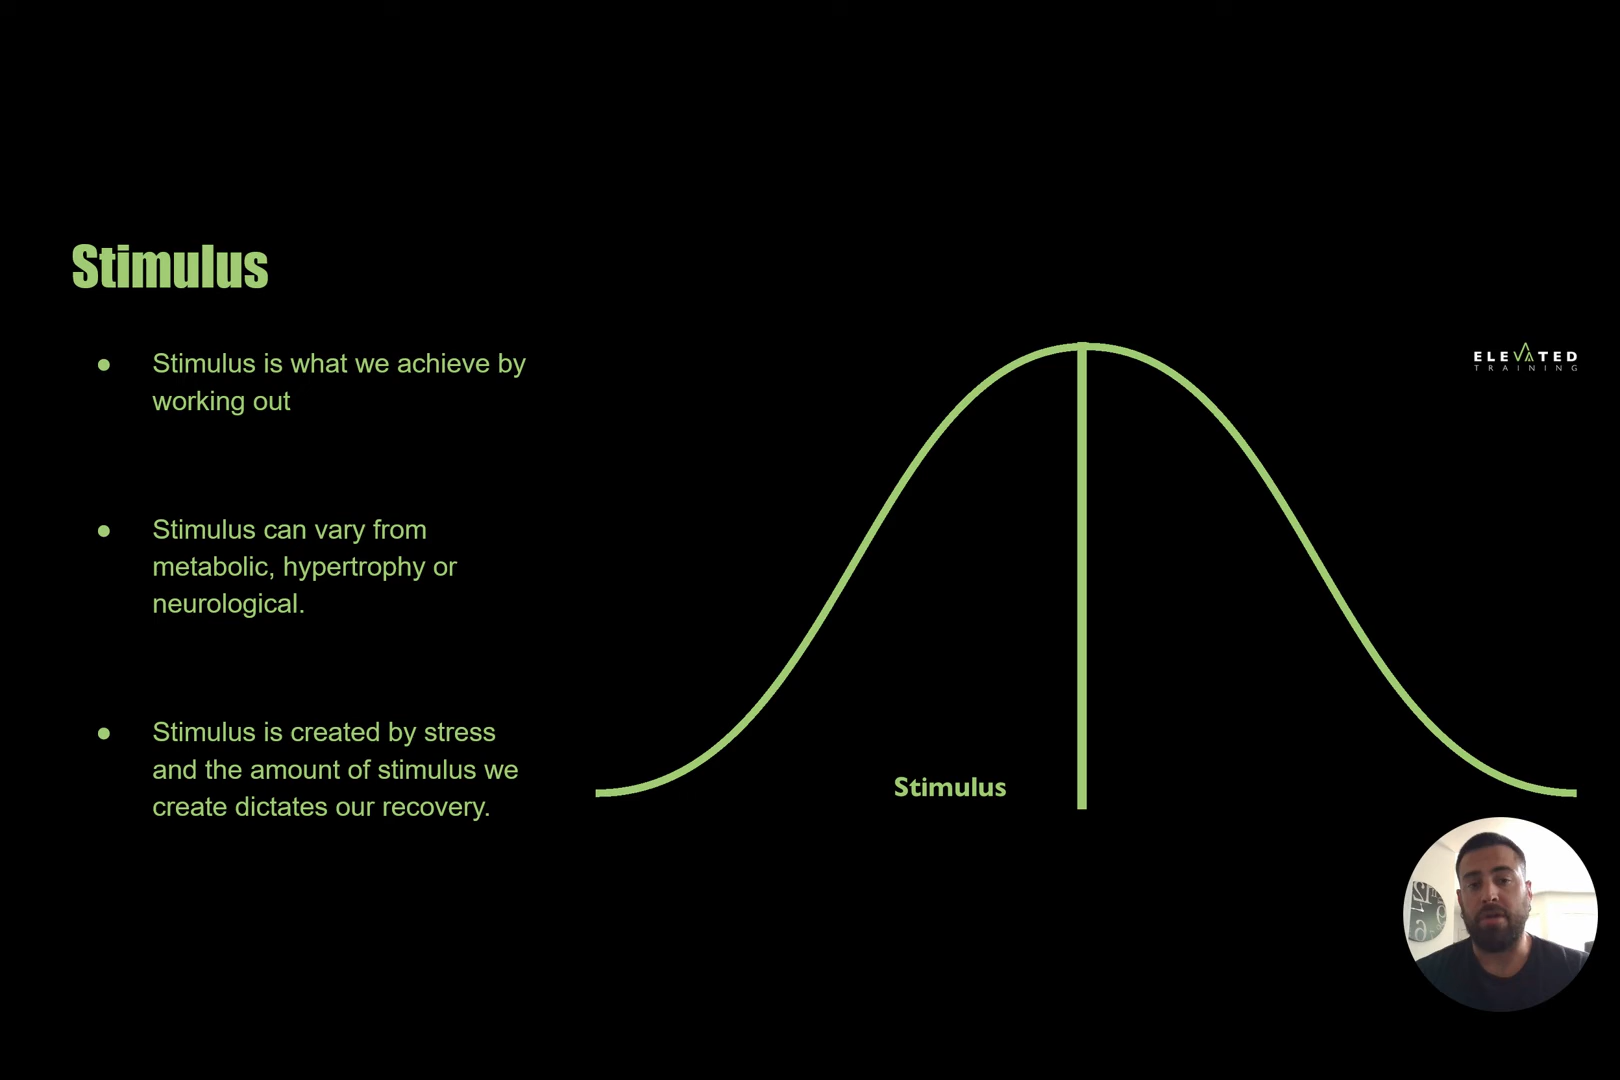 Stimulus
● Stimulus is what we achieve by
working out
● Stimulus can vary from
metabolic, hypertrophy or
neurological.
● Stimulus is created by stress
and the amount of stimulus we
create dictates our recovery.
Stimulus
ELEVATED
TRAINING